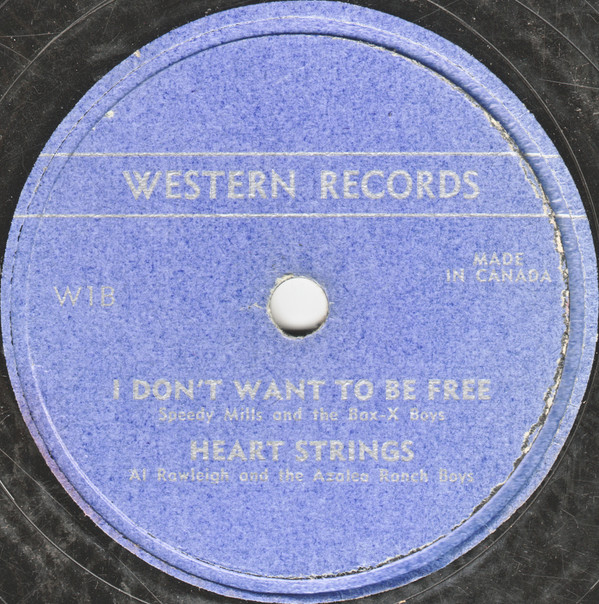 WESTERN RECORDS
MADE
IN CANADA
W1B
I DON'T WANT TO BE FREE
Speedy Mills and the Box-X Boys
HEART STRINGS
Al Rawleigh and the Azalea Ranch Boys